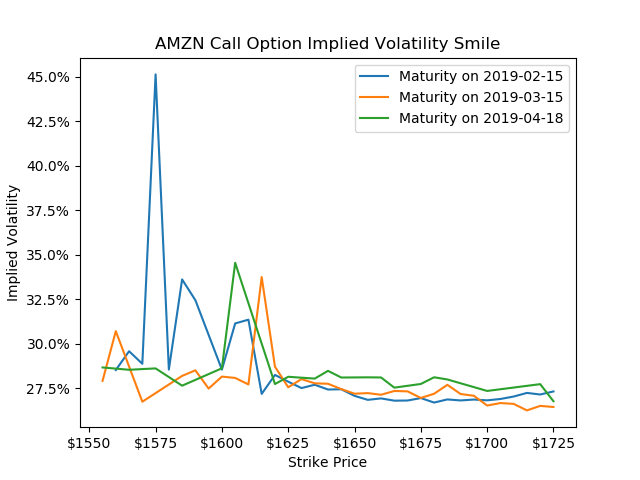 AMZN Call Option Implied Volatility Smile
Maturity on 2019-02-15
Maturity on 2019-03-15
Maturity on 2019-04-18
Implied Volatility
45.0%
42.5%
40.0%
37.5%
35.0%
32.5%
30.0%
27.5%
$1550 $1575 $1600 $1625 $1650 $1675 $1700 $1725
Strike Price